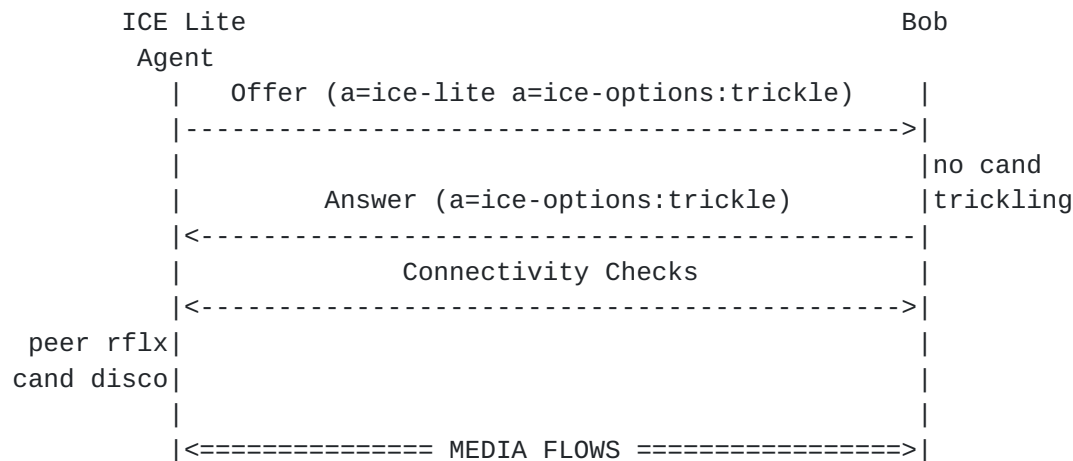 ICE Lite                                            Bob
Agent
|   Offer (a=ice-lite a=ice-options:trickle)    |
|---------------------------------------------->|
|                                               |no cand
|         Answer (a=ice-options:trickle)        |trickling
|<----------------------------------------------|
|              Connectivity Checks              |
|<--------------------------------------------->|
peer rflx|                                               |
cand disco|                                               |
|                                               |
|<=============== MEDIA FLOWS =================>|